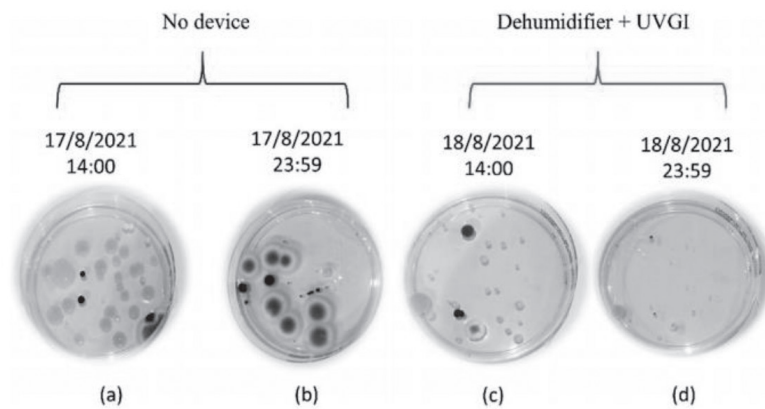 No device
Dehumidifier + UVGI
17/8/2021
14:00
17/8/2021
23:59
18/8/2021
14:00
18/8/2021
23:59
(a)
(b)
(c)
(d)